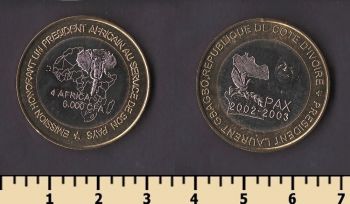 EMISSION HONORANT UN PRESIDENT AFRICAIN AU SERVICE DE SON PAYS
4 AFRICA
6.000 CFA
PRESIDENT LAURENT GBAGBO, REPUBLIQUE DE COTE D'IVOIRE
PAX
2002-2003
1 2 3 4 5 6 7